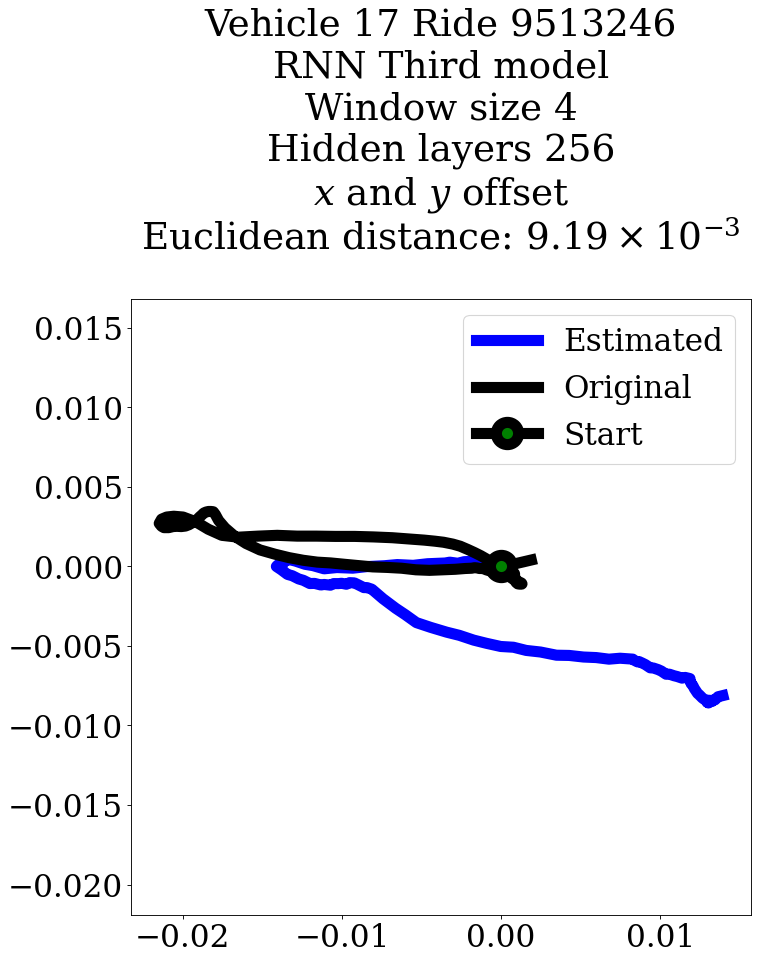 Vehicle 17 Ride 9513246
RNN Third model
Window size 4
Hidden layers 256
x and y offset
Euclidean distance: 9.19 × 10⁻³
Estimated
Original
Start
0.015
0.010
0.005
0.000
−0.005
−0.010
−0.015
−0.020
−0.02 −0.01 0.00 0.01